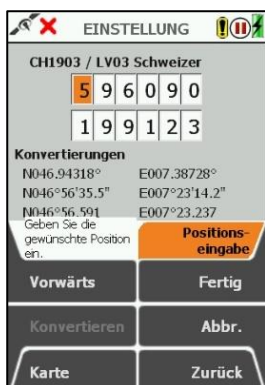 EINSTELLUNG
CH1903 / LV03 Schweizer
5 9 6 0 9 0
1 9 9 1 2 3
Konvertierungen
N046.94318° E007.38728°
N046°56'35.5" E007°23'14.2"
N046°56.591 E007°23.237
Geben Sie die
gewünschte Position
ein.
Positions-
eingabe
Vorwärts Fertig
Konvertieren Abbr.
Karte Zurück